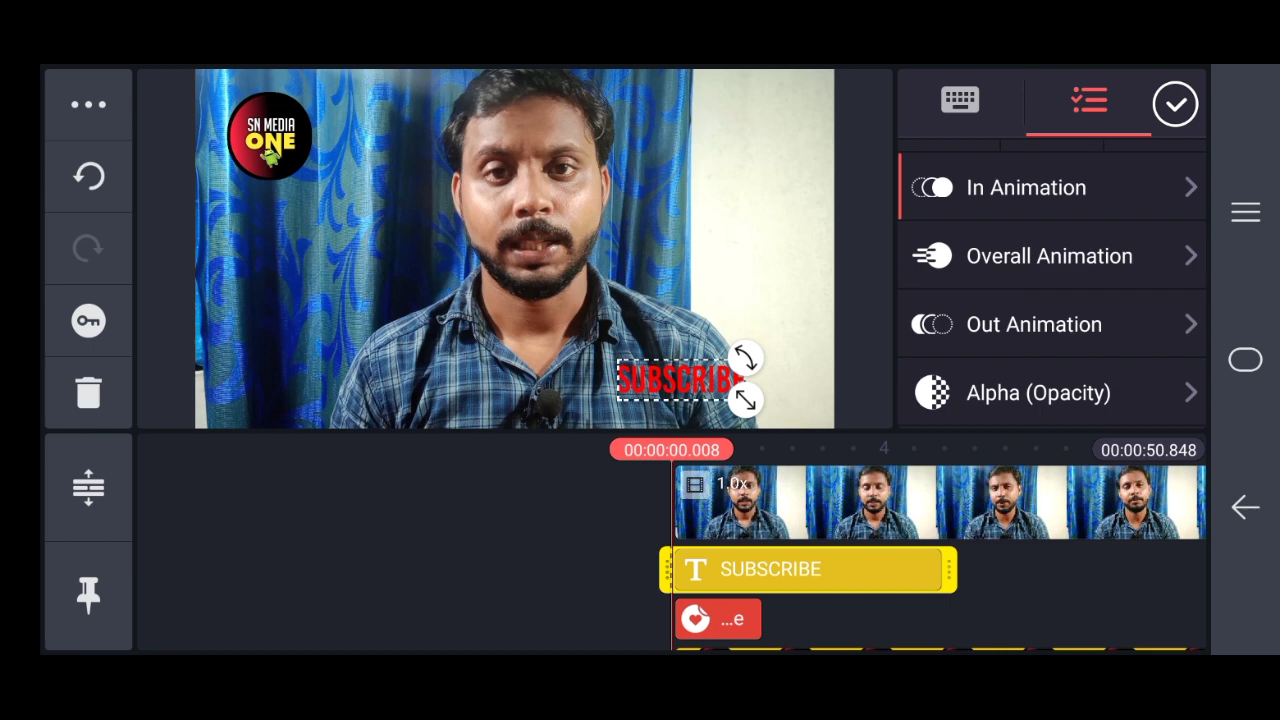 SN MEDIA
ONE
SUBSCRIBE
In Animation
Overall Animation
Out Animation
Alpha (Opacity)
00:00:00.008
4
00:00:50.848
1.0x
SUBSCRIBE
...e